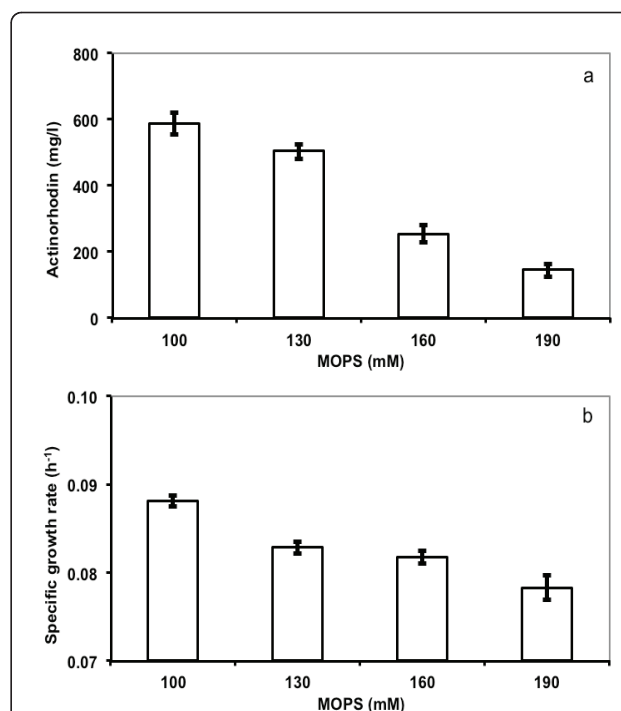 a
800
600
400
200
0
Actinorhodin (mg/l)
100 130 160 190
MOPS (mM)
b
0.10
0.09
0.08
0.07
Specific growth rate (h⁻¹)
100 130 160 190
MOPS (mM)